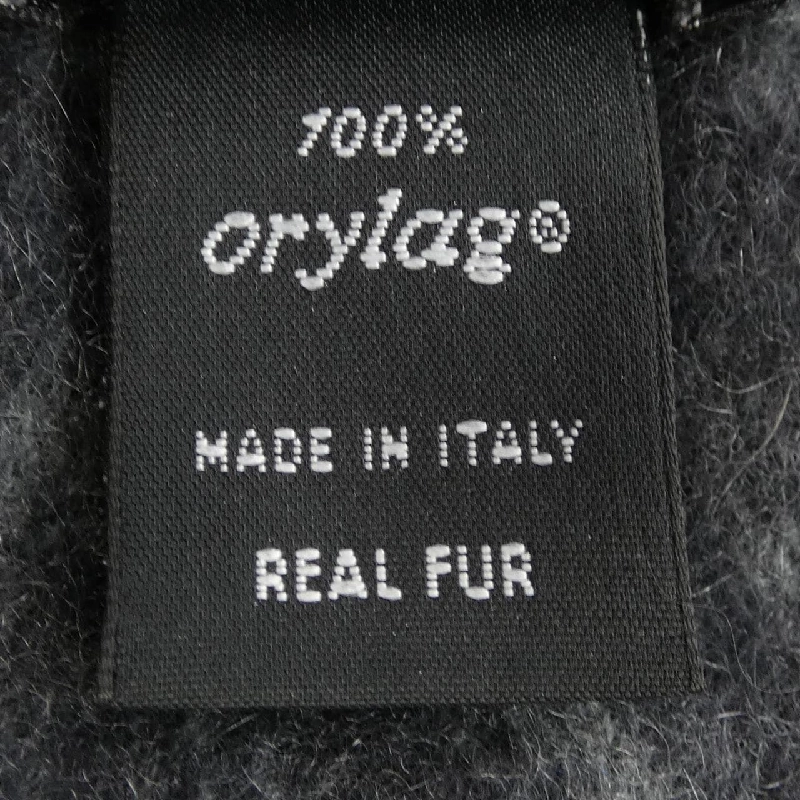 100%
orylag®
MADE IN ITALY
REAL FUR